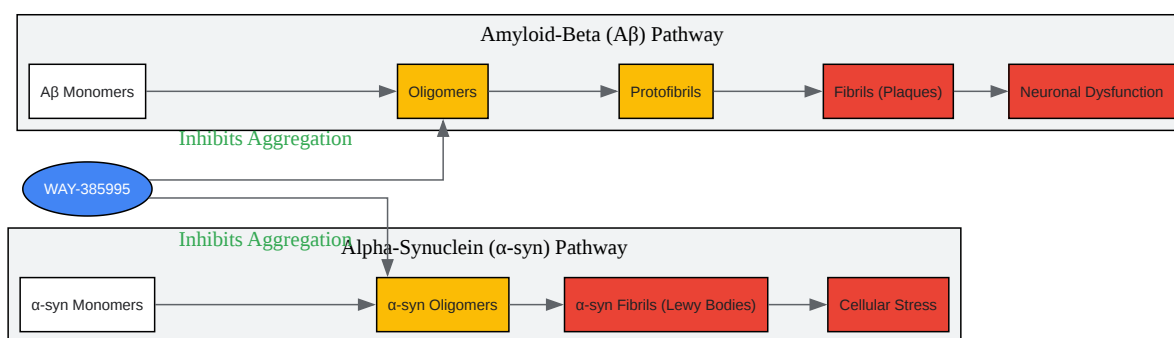 Amyloid-Beta (Aβ) Pathway
Aβ Monomers
Oligomers
Protofibrils
Fibrils (Plaques)
Neuronal Dysfunction
Inhibits Aggregation
WAY-385995
Inhibits Aggregation
Alpha-Synuclein (α-syn) Pathway
α-syn Monomers
α-syn Oligomers
α-syn Fibrils (Lewy Bodies)
Cellular Stress